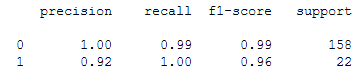 precision recall f1-score support
0 1.00 0.99 0.99 158
1 0.92 1.00 0.96 22